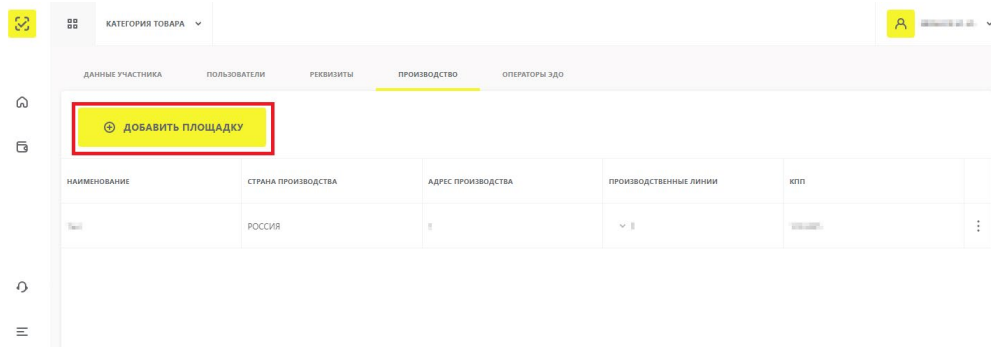 КАТЕГОРИЯ ТОВАРА
ДАННЫЕ УЧАСТНИКА ПОЛЬЗОВАТЕЛИ РЕКВИЗИТЫ ПРОИЗВОДСТВО ОПЕРАТОРЫ ЭДО
ДОБАВИТЬ ПЛОЩАДКУ
НАИМЕНОВАНИЕ СТРАНА ПРОИЗВОДСТВА АДРЕС ПРОИЗВОДСТВА ПРОИЗВОДСТВЕННЫЕ ЛИНИИ КПП
РОССИЯ